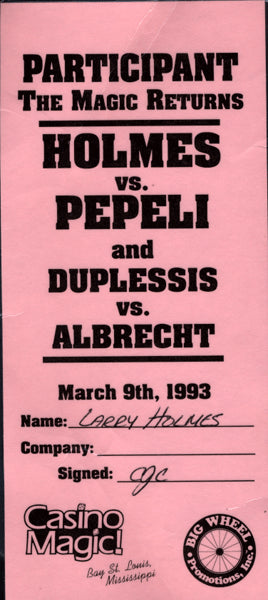 PARTICIPANT
THE MAGIC RETURNS
HOLMES
vs.
PEPELI
and
DUPLESSIS
vs.
ALBRECHT
March 9th, 1993
Name: LARRY HOLMES
Company:
Signed: CJC
Casino
Magic!
Bay St. Louis,
Mississippi
BIG WHEEL
Promotions, Inc.